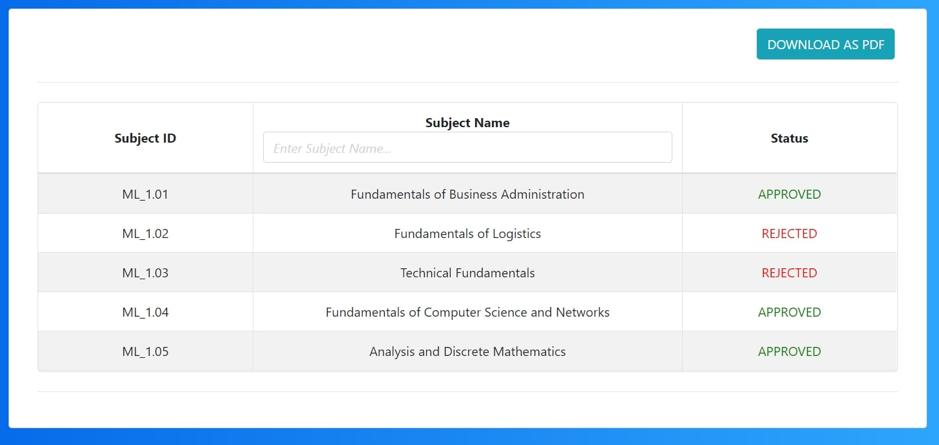 DOWNLOAD AS PDF
Subject ID
Subject Name
Enter Subject Name...
Status
ML_1.01 Fundamentals of Business Administration APPROVED
ML_1.02 Fundamentals of Logistics REJECTED
ML_1.03 Technical Fundamentals REJECTED
ML_1.04 Fundamentals of Computer Science and Networks APPROVED
ML_1.05 Analysis and Discrete Mathematics APPROVED